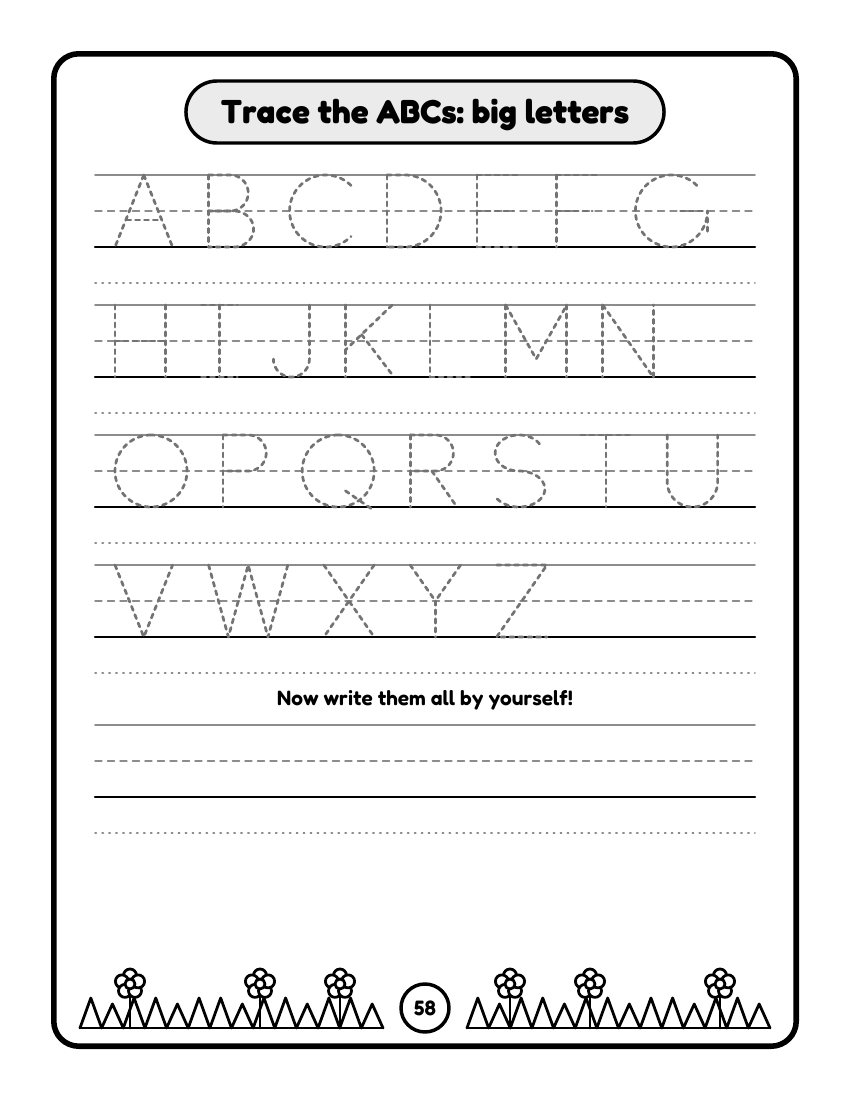 Trace the ABCs: big letters
A B C D E F G
H I J K L M N
O P Q R S T U
V W X Y Z
Now write them all by yourself!
58